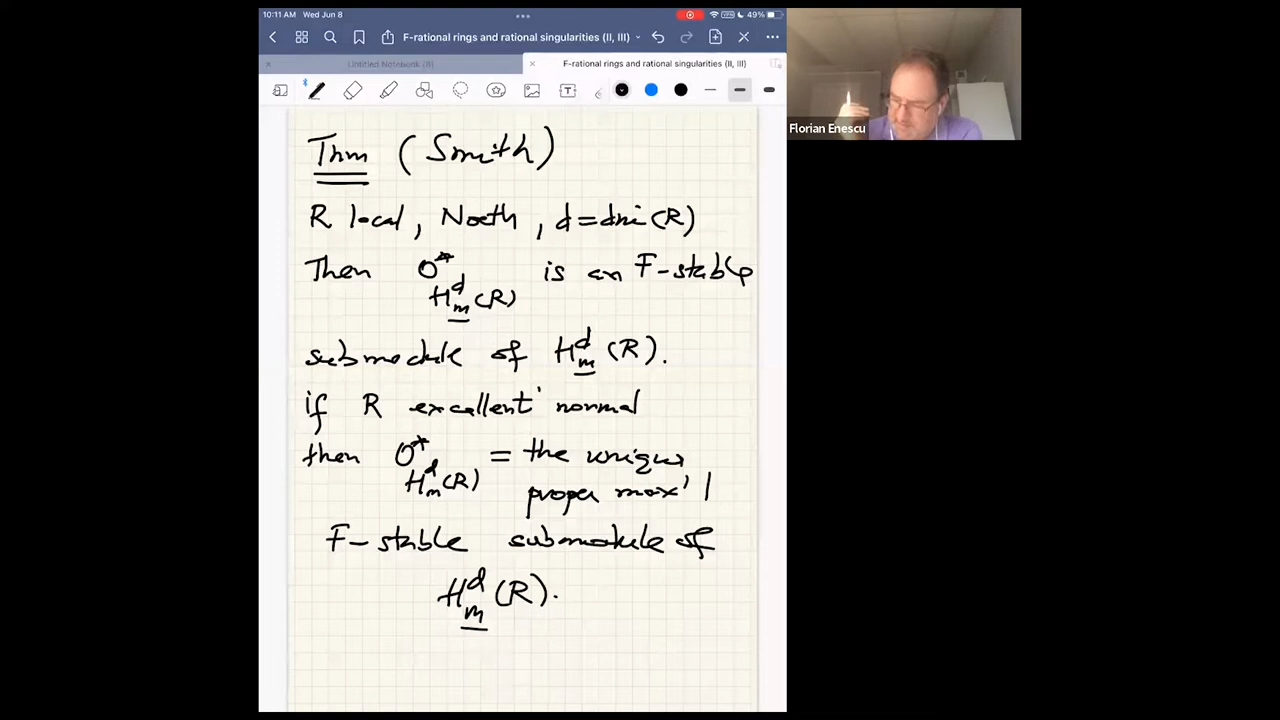 10:11 AM Wed Jun 8
49%
F-rational rings and rational singularities (II, III)
Untitled Notebook (8)
F-rational rings and rational singularities (II, III)
Florian Enescu
Thm (Smith)
R local, Noeth, d=dim(R)
Then 0*_{H^d_m(R)} is an F-stable
submodule of H^d_m(R).
if R excellent normal
then 0*_{H^d_m(R)} = the unique
proper max'l
F-stable submodule of
H^d_m(R).